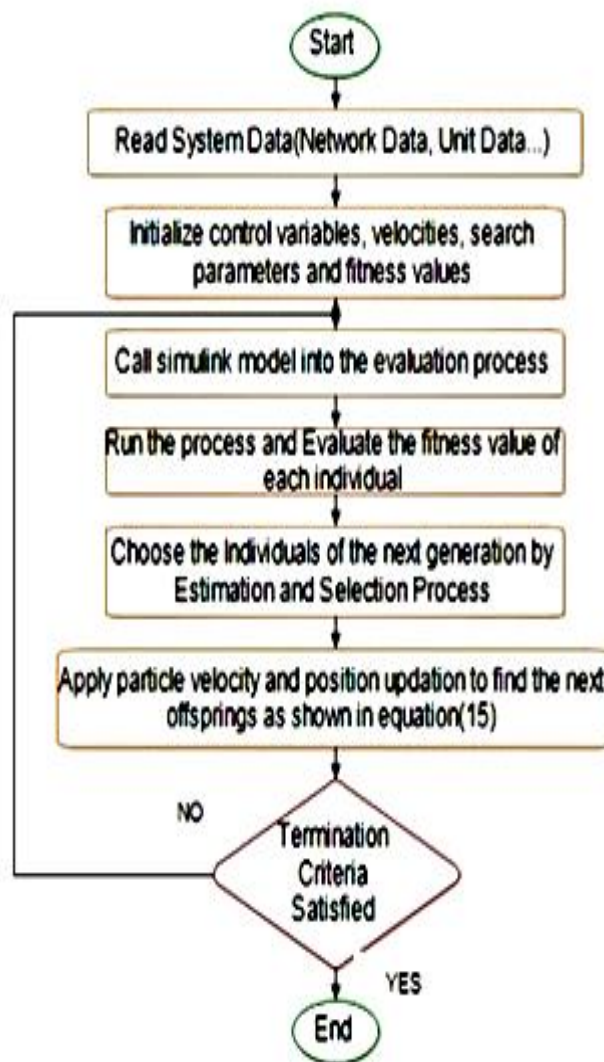 Start
Read System Data(Network Data, Unit Data...)
Initialize control variables, velocities, search
parameters and fitness values
Call simulink model into the evaluation process
Run the process and Evaluate the fitness value of
each individual
Choose the Individuals of the next generation by
Estimation and Selection Process
Apply particle velocity and position updation to find the next
offsprings as shown in equation(15)
NO
Termination
Criteria
Satisfied
YES
End